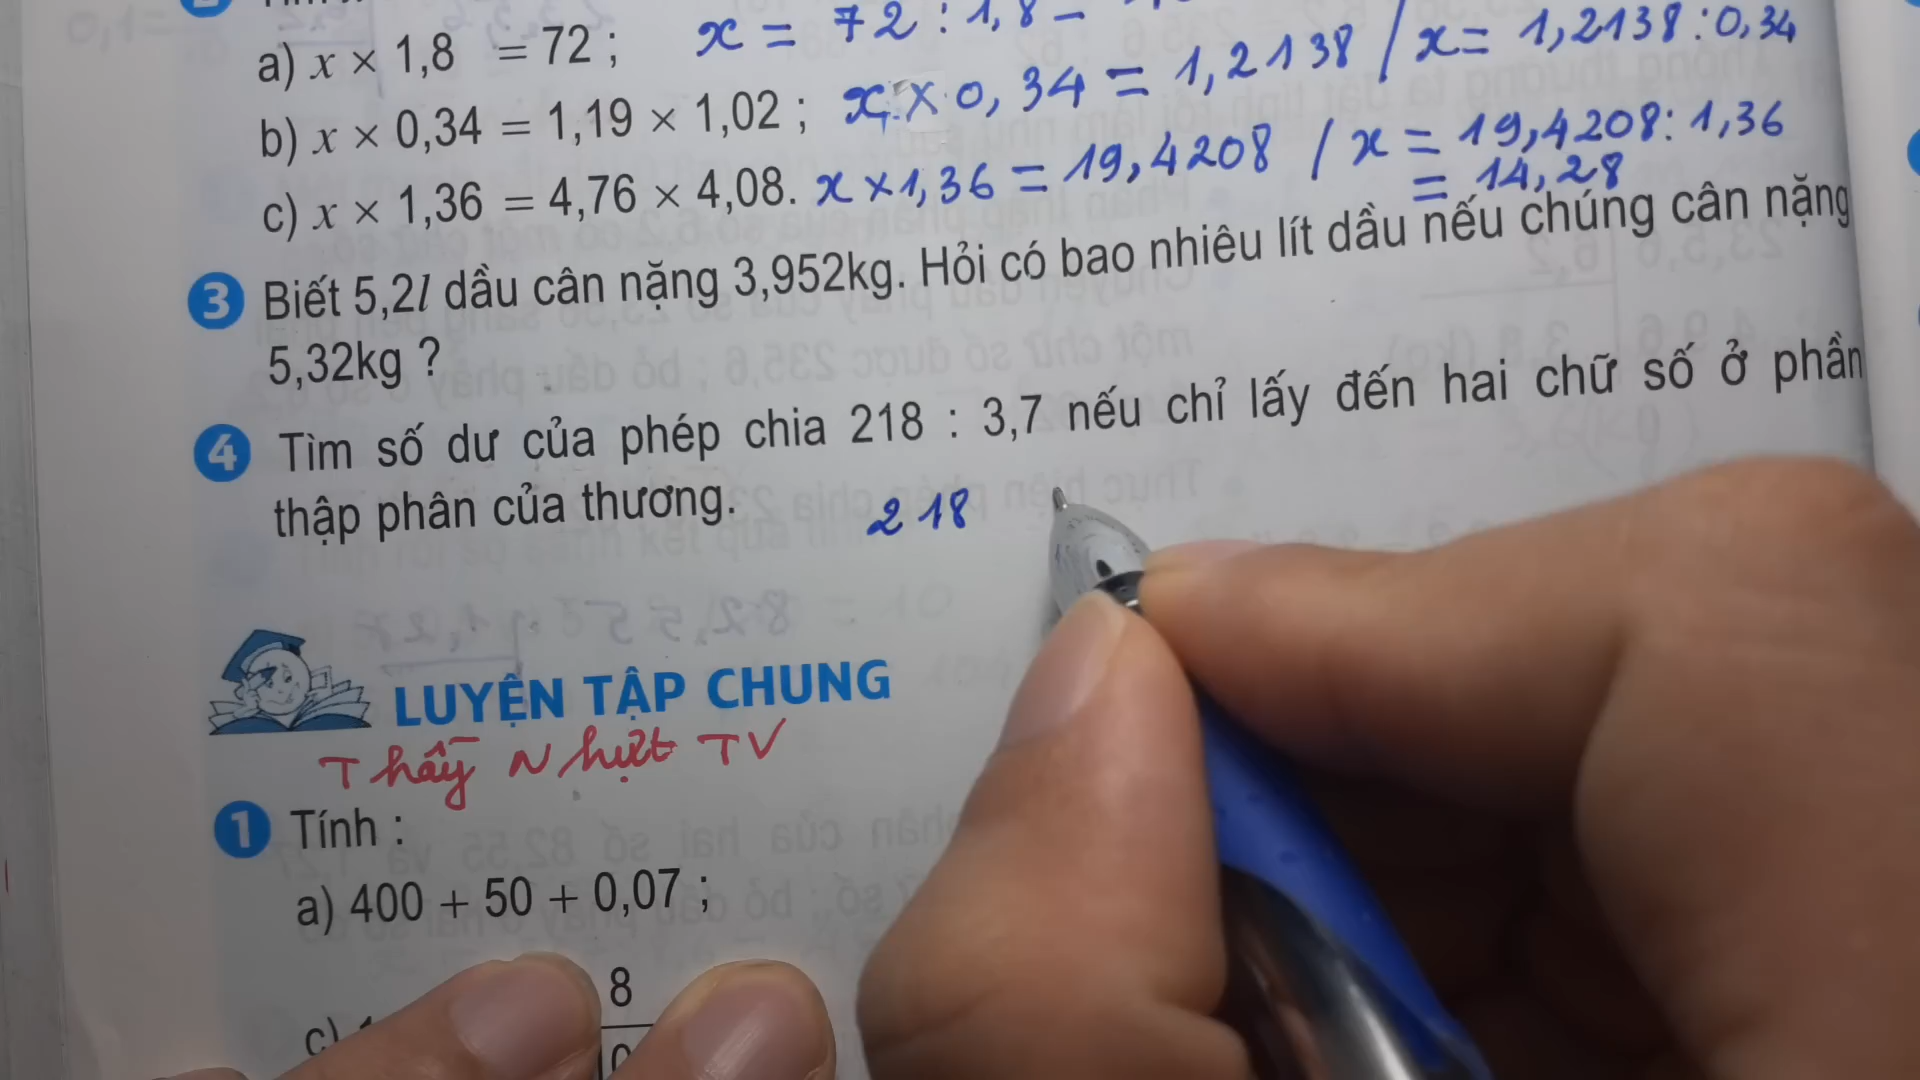 a) x × 1,8 = 72 ; x = 72 : 1,8 =
b) x × 0,34 = 1,19 × 1,02 ; x × 0,34 = 1,2138 / x = 1,2138 : 0,34
c) x × 1,36 = 4,76 × 4,08. x × 1,36 = 19,4208 / x = 19,4208 : 1,36
= 14,28
3 Biết 5,2l dầu cân nặng 3,952kg. Hỏi có bao nhiêu lít dầu nếu chúng cân nặng
5,32kg ?
4 Tìm số dư của phép chia 218 : 3,7 nếu chỉ lấy đến hai chữ số ở phần
thập phân của thương. 218
LUYỆN TẬP CHUNG
Thầy Nhựt TV
1 Tính :
a) 400 + 50 + 0,07 ;
c) 8